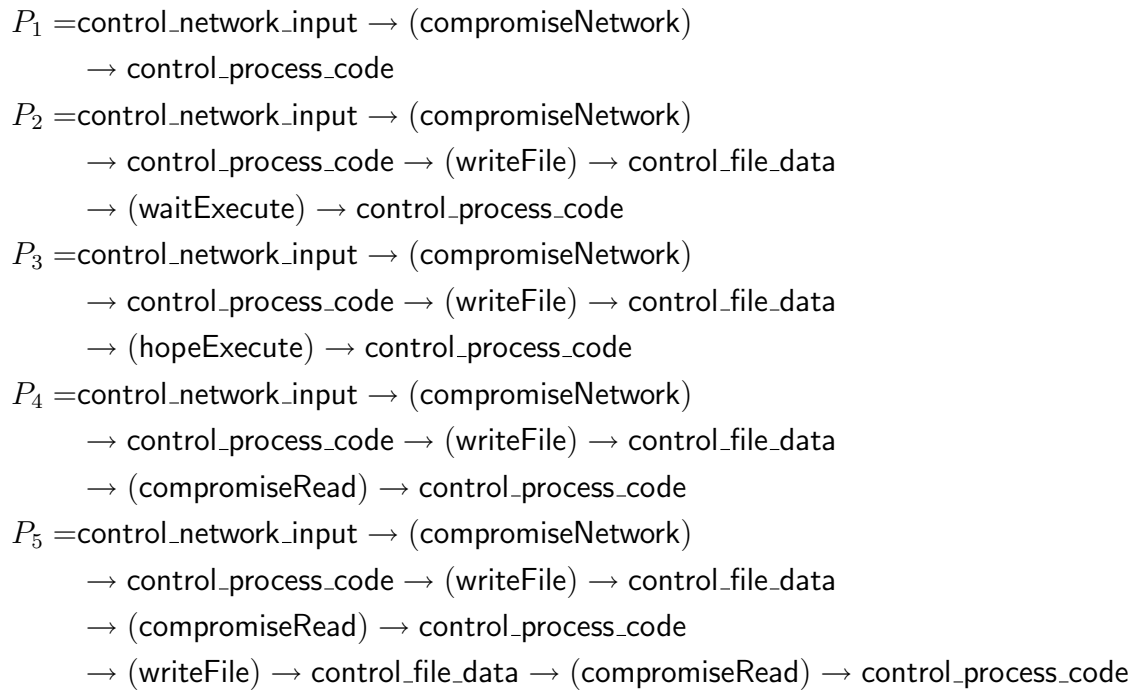 P₁ =control_network_input → (compromiseNetwork)
→ control_process_code
P₂ =control_network_input → (compromiseNetwork)
→ control_process_code → (writeFile) → control_file_data
→ (waitExecute) → control_process_code
P₃ =control_network_input → (compromiseNetwork)
→ control_process_code → (writeFile) → control_file_data
→ (hopeExecute) → control_process_code
P₄ =control_network_input → (compromiseNetwork)
→ control_process_code → (writeFile) → control_file_data
→ (compromiseRead) → control_process_code
P₅ =control_network_input → (compromiseNetwork)
→ control_process_code → (writeFile) → control_file_data
→ (compromiseRead) → control_process_code
→ (writeFile) → control_file_data → (compromiseRead) → control_process_code